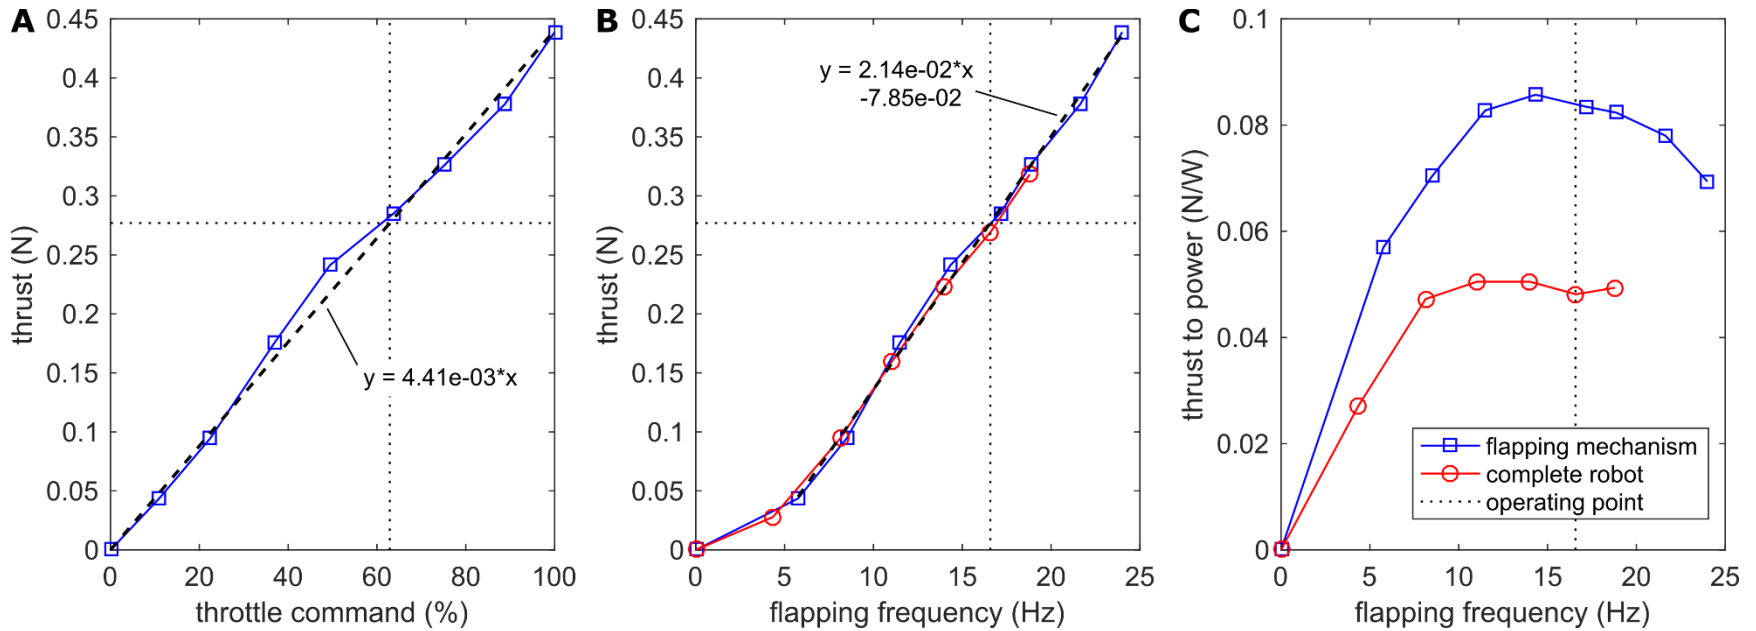 A
0.45
0.4
0.35
0.3
0.25
0.2
0.15
0.1
0.05
0
thrust (N)
y = 4.41e-03*x
0
20
40
60
80
100
throttle command (%)
B
0.45
0.4
0.35
0.3
0.25
0.2
0.15
0.1
0.05
0
thrust (N)
y = 2.14e-02*x
-7.85e-02
0
5
10
15
20
25
flapping frequency (Hz)
C
0.1
0.08
0.06
0.04
0.02
0
thrust to power (N/W)
flapping mechanism
complete robot
operating point
0
5
10
15
20
25
flapping frequency (Hz)